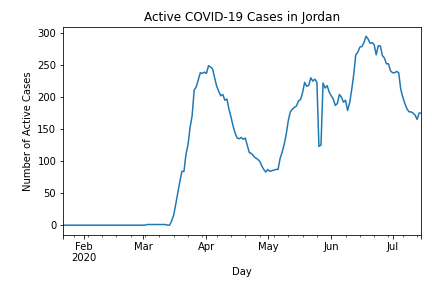 Active COVID-19 Cases in Jordan
Number of Active Cases
300
250
200
150
100
50
0
Feb Mar Apr May Jun Jul
2020
Day